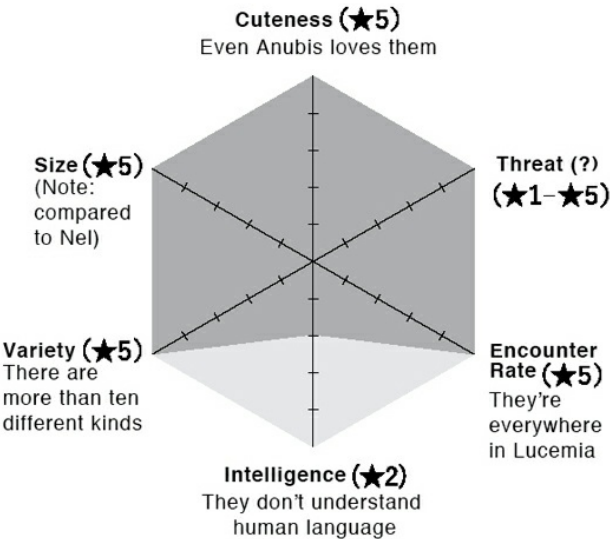 Cuteness (★5)
Even Anubis loves them
Size (★5)
(Note:
compared
to Nel)
Threat (?)
(★1–★5)
Variety (★5)
There are
more than ten
different kinds
Encounter
Rate (★5)
They're
everywhere
in Lucemia
Intelligence (★2)
They don't understand
human language